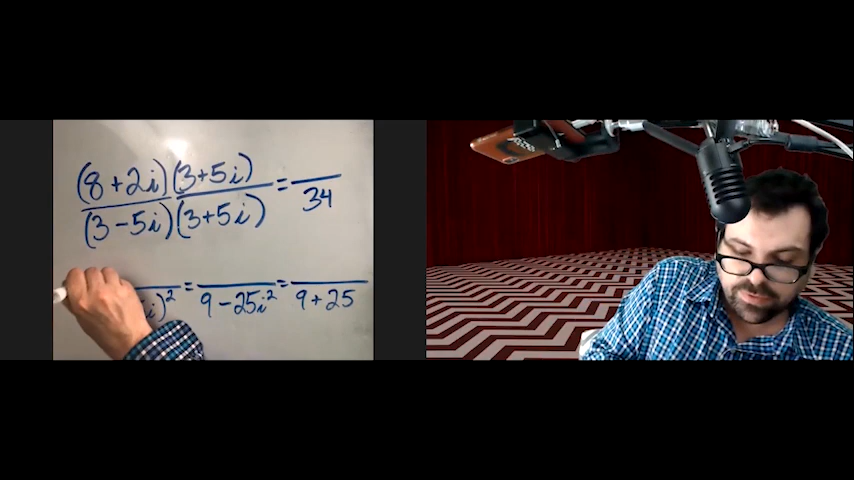 (8+2i)(3+5i) / (3-5i)(3+5i) = / 34
i)² = / 9-25i² = / 9+25